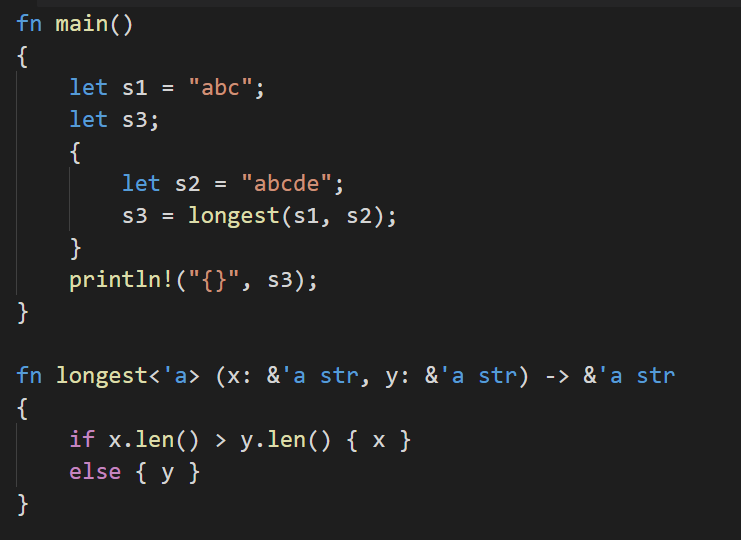 fn main()
{
    let s1 = "abc";
    let s3;
    {
        let s2 = "abcde";
        s3 = longest(s1, s2);
    }
    println!("{}", s3);
}

fn longest<'a> (x: &'a str, y: &'a str) -> &'a str
{
    if x.len() > y.len() { x }
    else { y }
}